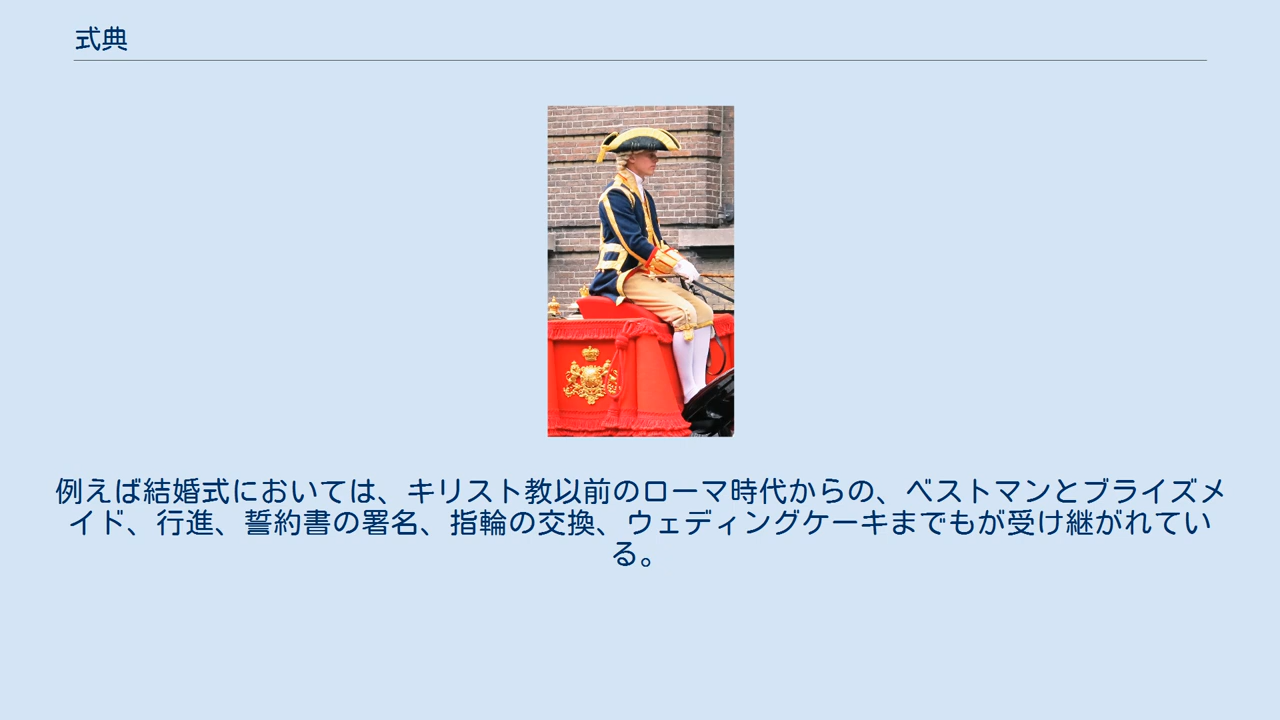 式典
例えば結婚式においては、キリスト教以前のローマ時代からの、ベストマンとブライズメ
イド、行進、誓約書の署名、指輪の交換、ウェディングケーキまでもが受け継がれてい
る。